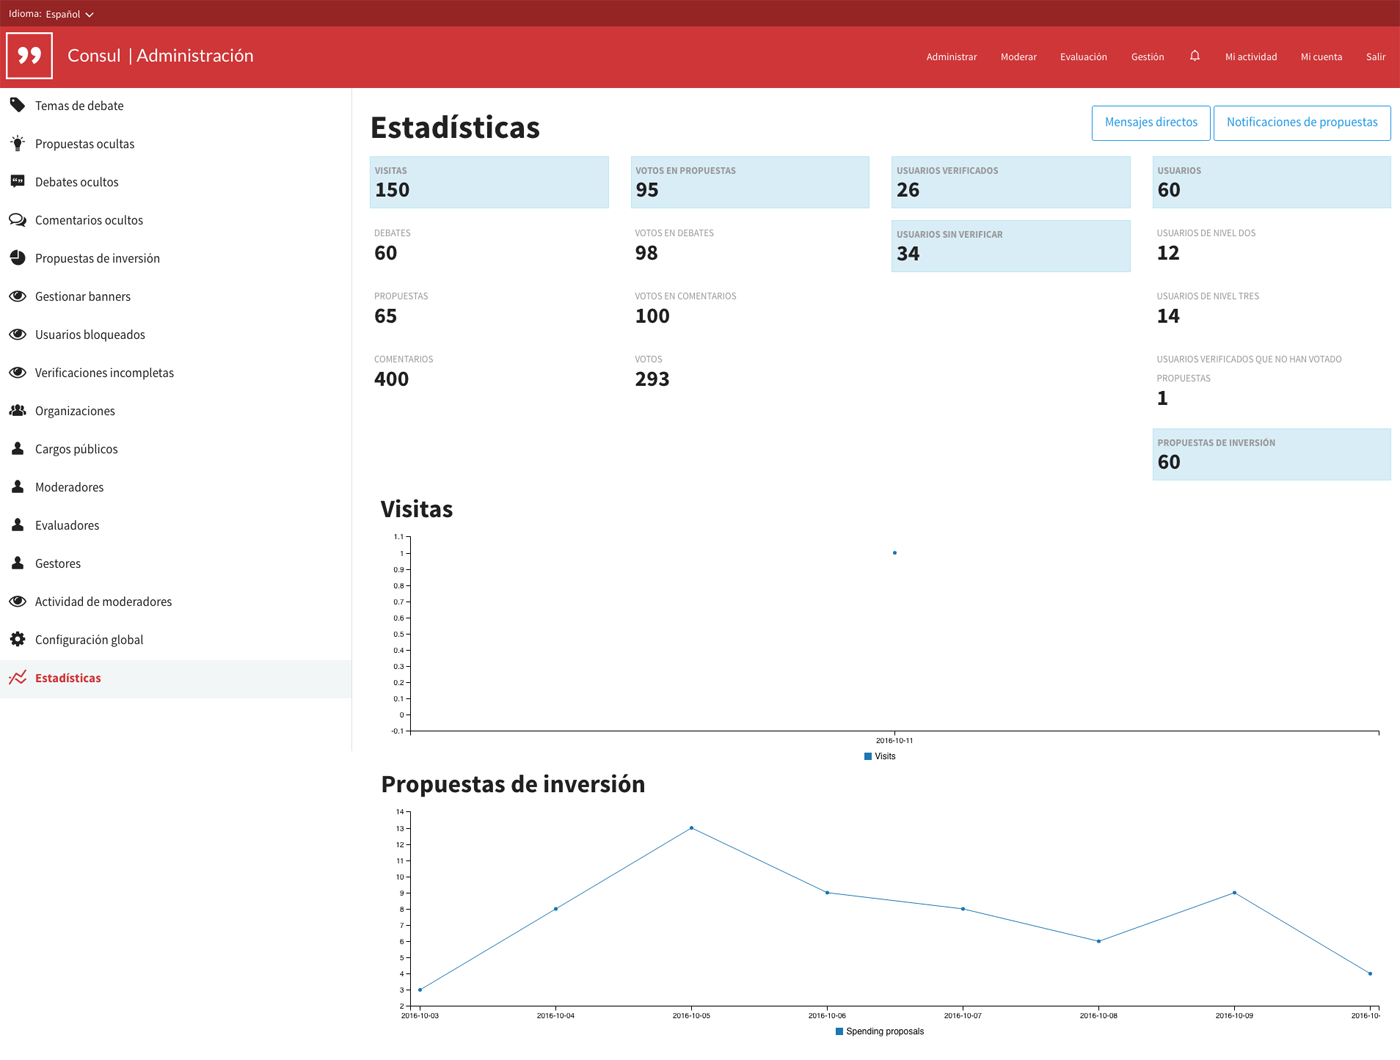 Idioma: Español
Consul | Administración
Administrar Moderar Evaluación Gestión Mi actividad Mi cuenta Salir
Temas de debate
Propuestas ocultas
Debates ocultos
Comentarios ocultos
Propuestas de inversión
Gestionar banners
Usuarios bloqueados
Verificaciones incompletas
Organizaciones
Cargos públicos
Moderadores
Evaluadores
Gestores
Actividad de moderadores
Configuración global
Estadísticas
Estadísticas
Mensajes directos
Notificaciones de propuestas
VISITAS
150
DEBATES
60
PROPUESTAS
65
COMENTARIOS
400
VOTOS EN PROPUESTAS
95
VOTOS EN DEBATES
98
VOTOS EN COMENTARIOS
100
VOTOS
293
USUARIOS VERIFICADOS
26
USUARIOS SIN VERIFICAR
34
USUARIOS
60
USUARIOS DE NIVEL DOS
12
USUARIOS DE NIVEL TRES
14
USUARIOS VERIFICADOS QUE NO HAN VOTADO
PROPUESTAS
1
PROPUESTAS DE INVERSIÓN
60
Visitas
1.1
1
0.9
0.8
0.7
0.6
0.5
0.4
0.3
0.2
0.1
0
-0.1
2016-10-11
Visits
Propuestas de inversión
14
13
12
11
10
9
8
7
6
5
4
3
2
2016-10-03 2016-10-04 2016-10-05 2016-10-06 2016-10-07 2016-10-08 2016-10-09 2016-10-
Spending proposals